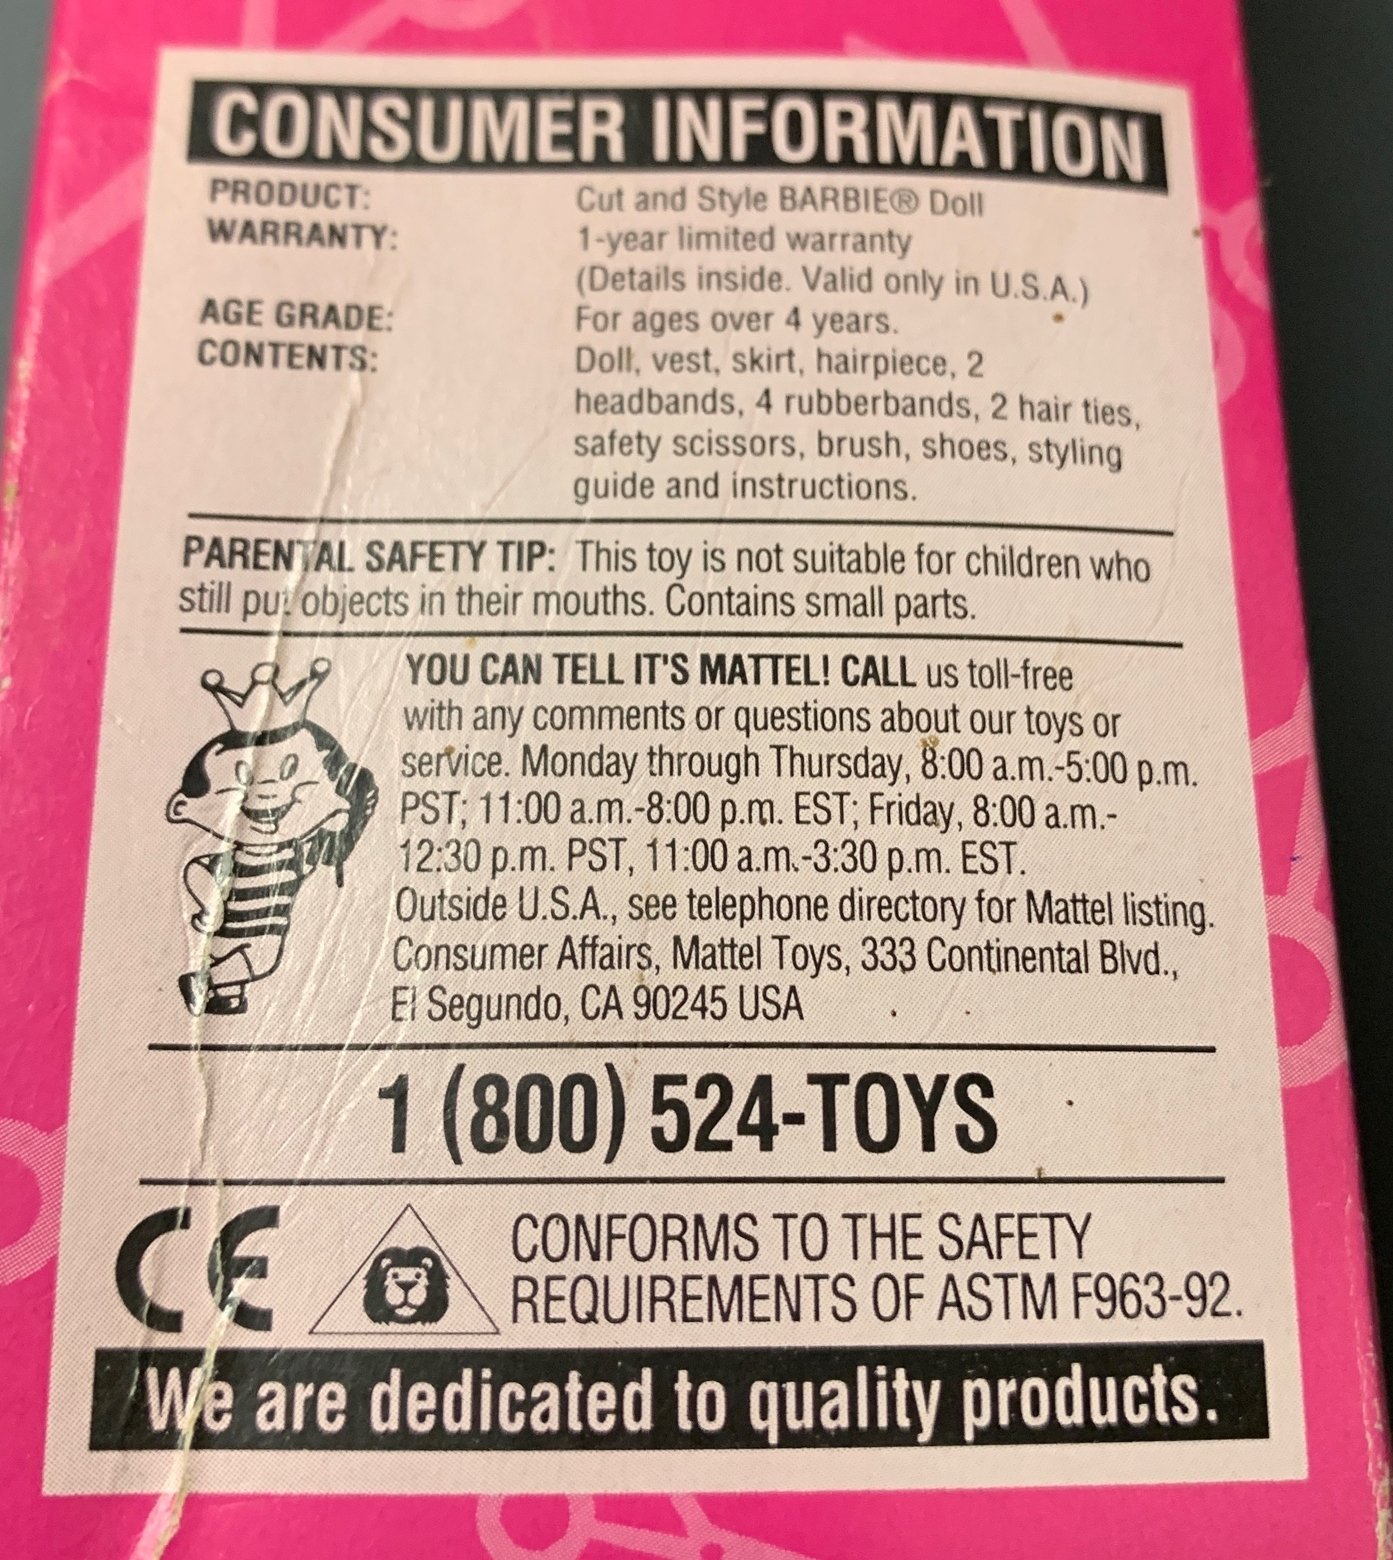 CONSUMER INFORMATION
PRODUCT: Cut and Style BARBIE® Doll
WARRANTY: 1-year limited warranty
(Details inside. Valid only in U.S.A.)
AGE GRADE: For ages over 4 years.
CONTENTS: Doll, vest, skirt, hairpiece, 2
headbands, 4 rubberbands, 2 hair ties,
safety scissors, brush, shoes, styling
guide and instructions.
PARENTAL SAFETY TIP: This toy is not suitable for children who
still put objects in their mouths. Contains small parts.
YOU CAN TELL IT'S MATTEL! CALL us toll-free
with any comments or questions about our toys or
service. Monday through Thursday, 8:00 a.m.-5:00 p.m.
PST; 11:00 a.m.-8:00 p.m. EST; Friday, 8:00 a.m.-
12:30 p.m. PST, 11:00 a.m.-3:30 p.m. EST.
Outside U.S.A., see telephone directory for Mattel listing.
Consumer Affairs, Mattel Toys, 333 Continental Blvd.,
El Segundo, CA 90245 USA
1 (800) 524-TOYS
CE
CONFORMS TO THE SAFETY
REQUIREMENTS OF ASTM F963-92.
We are dedicated to quality products.